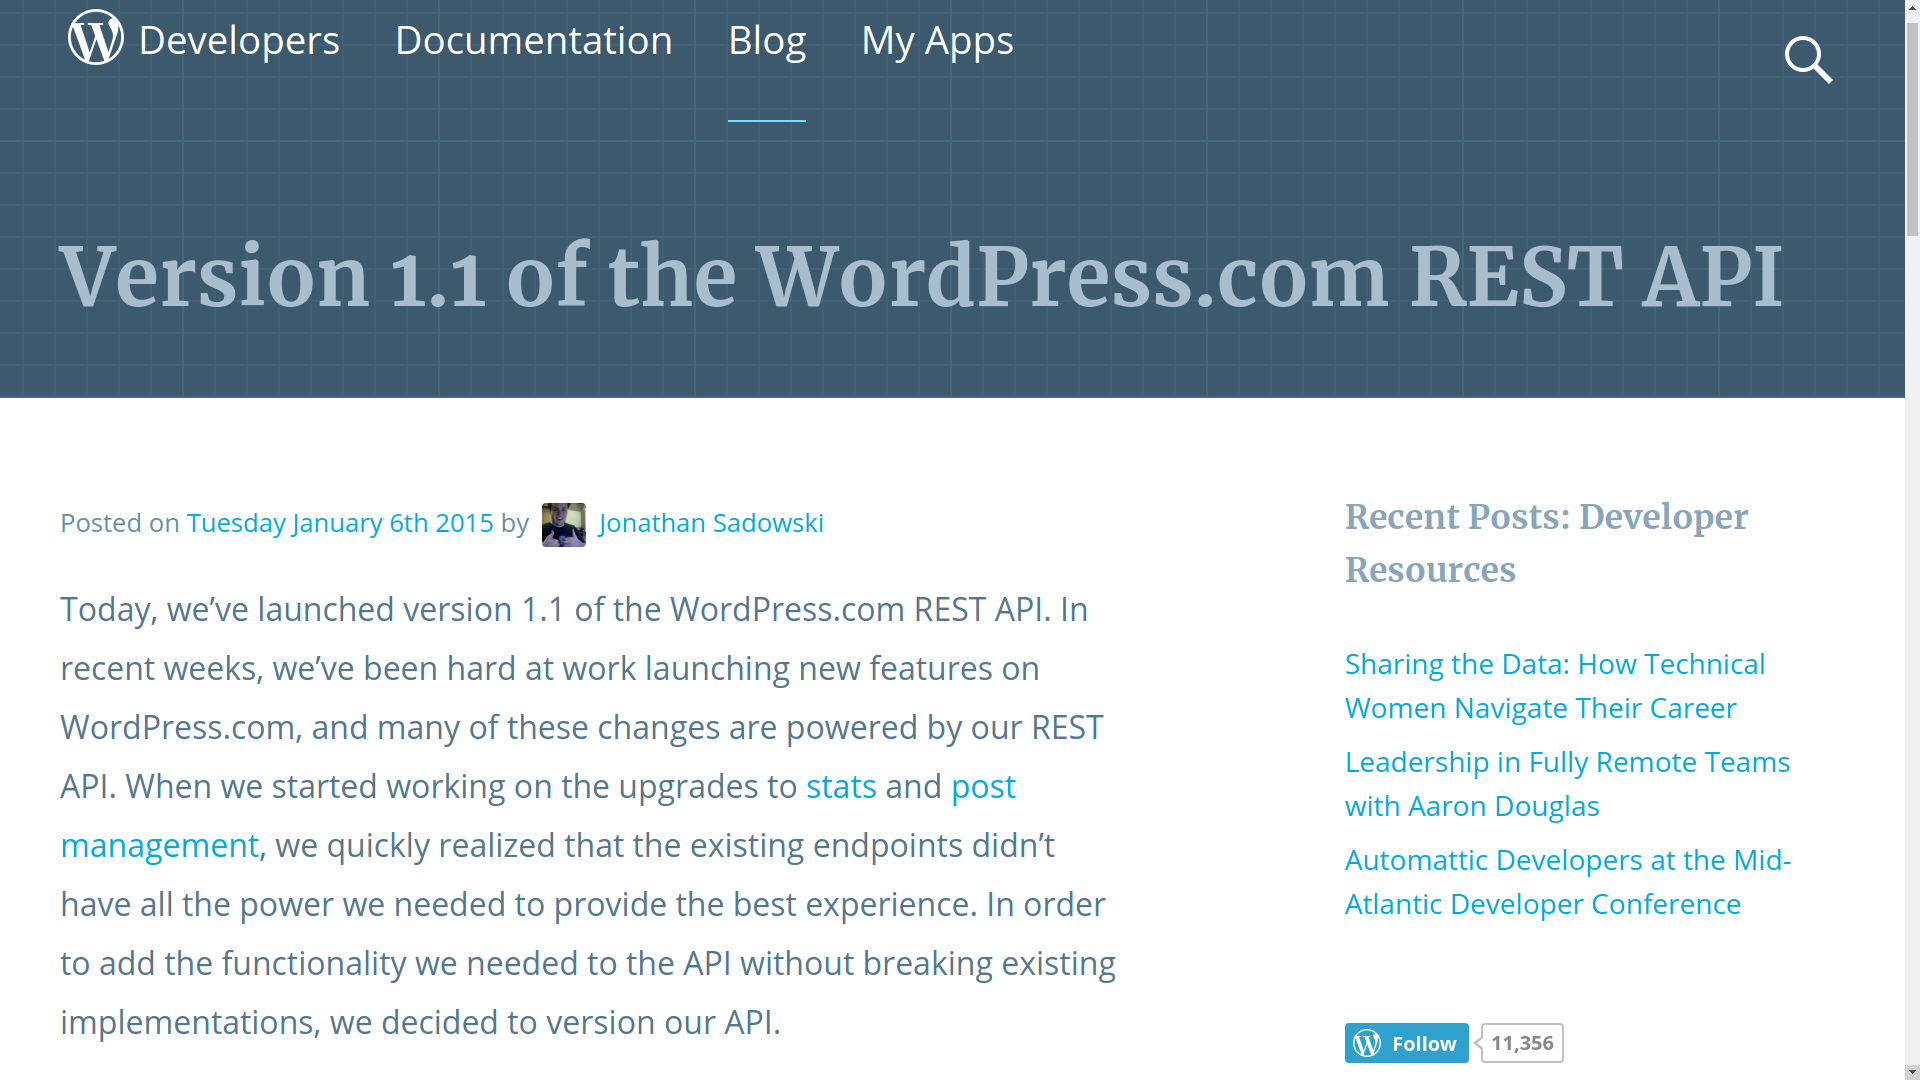 Developers Documentation Blog My Apps
Version 1.1 of the WordPress.com REST API
Posted on Tuesday January 6th 2015 by Jonathan Sadowski
Today, we’ve launched version 1.1 of the WordPress.com REST API. In
recent weeks, we’ve been hard at work launching new features on
WordPress.com, and many of these changes are powered by our REST
API. When we started working on the upgrades to stats and post
management, we quickly realized that the existing endpoints didn’t
have all the power we needed to provide the best experience. In order
to add the functionality we needed to the API without breaking existing
implementations, we decided to version our API.
Recent Posts: Developer
Resources
Sharing the Data: How Technical
Women Navigate Their Career
Leadership in Fully Remote Teams
with Aaron Douglas
Automattic Developers at the Mid-
Atlantic Developer Conference
Follow 11,356